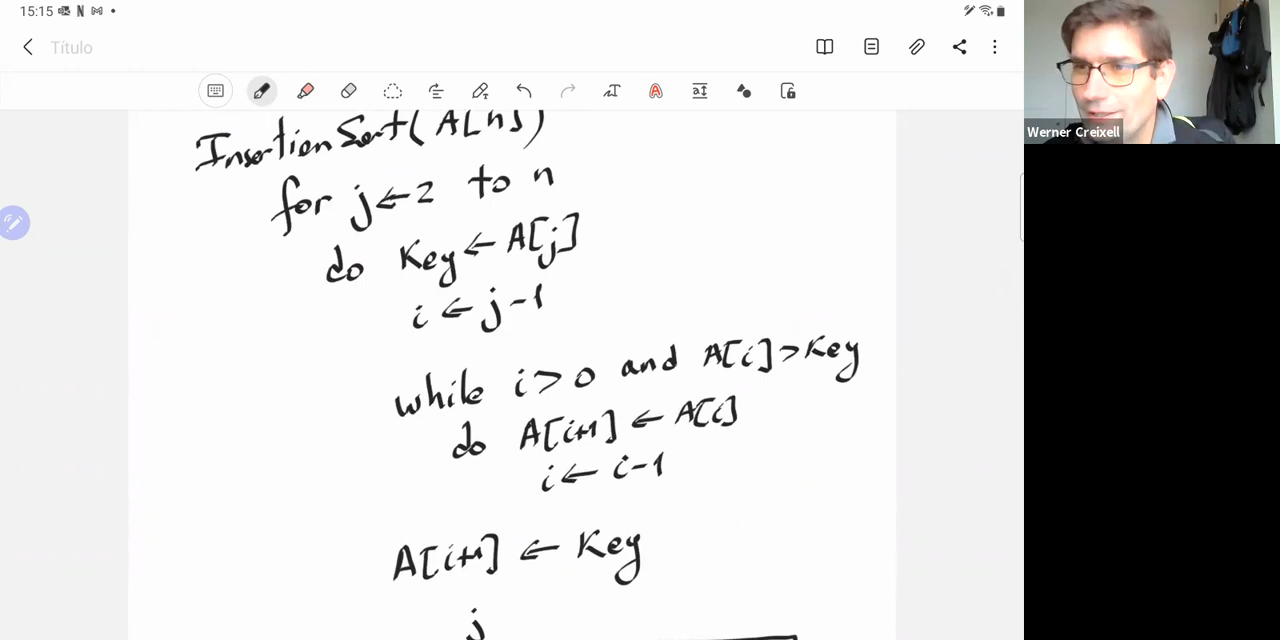 15:15
Título
InsertionSort(A[n])
for j←2 to n
do Key←A[j]
i←j-1
while i>0 and A[i]>Key
do A[i+1]←A[i]
i←i-1
A[i+1]←Key
j
Werner Creixell